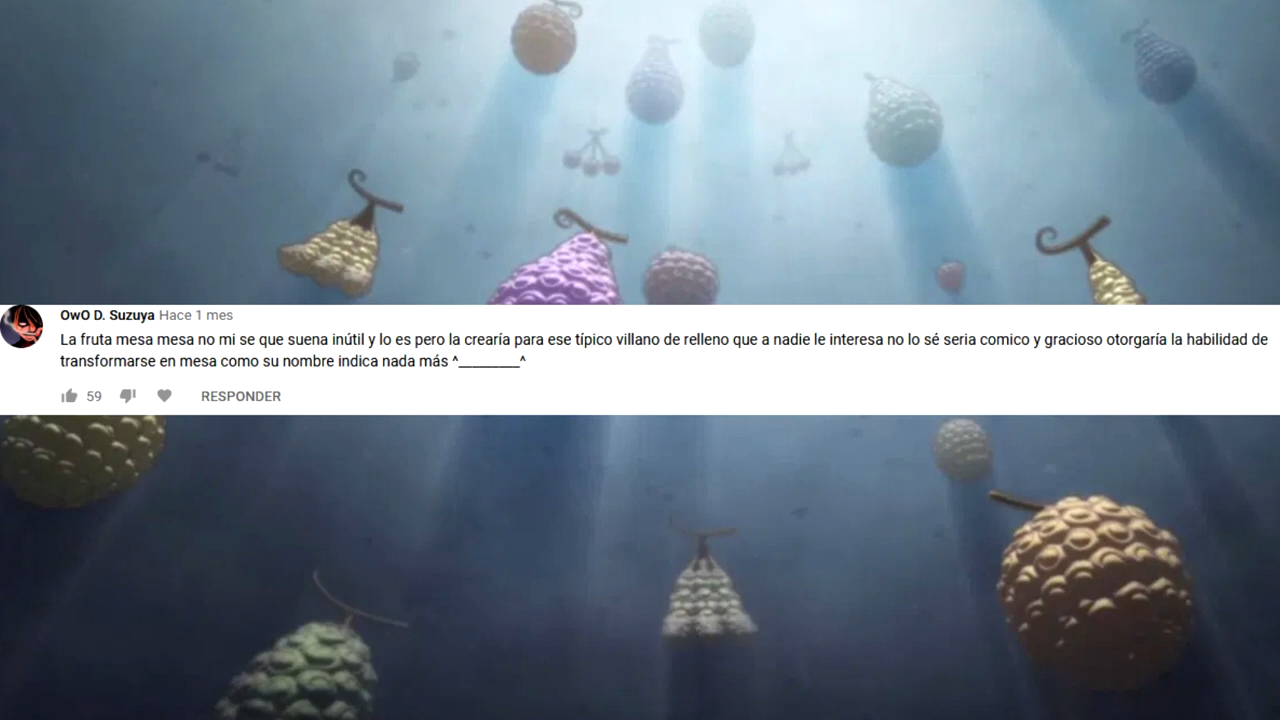 OwO D. Suzuya Hace 1 mes
La fruta mesa mesa no mi se que suena inútil y lo es pero la crearía para ese típico villano de relleno que a nadie le interesa no lo sé seria comico y gracioso otorgaría la habilidad de
transformarse en mesa como su nombre indica nada más ^_________^
59 RESPONDER